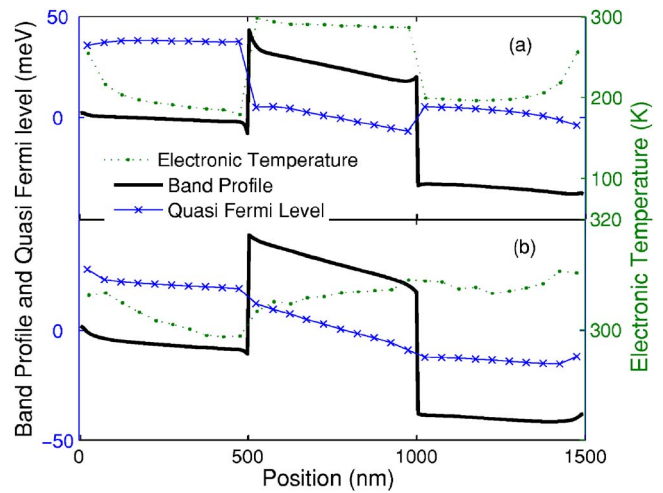 50
0
(a)
300
200
100
Electronic Temperature
Band Profile
Quasi Fermi Level
320
300
(b)
0
−50
0
500
1000
1500
Position (nm)
Band Profile and Quasi Fermi level (meV)
Electronic Temperature (K)